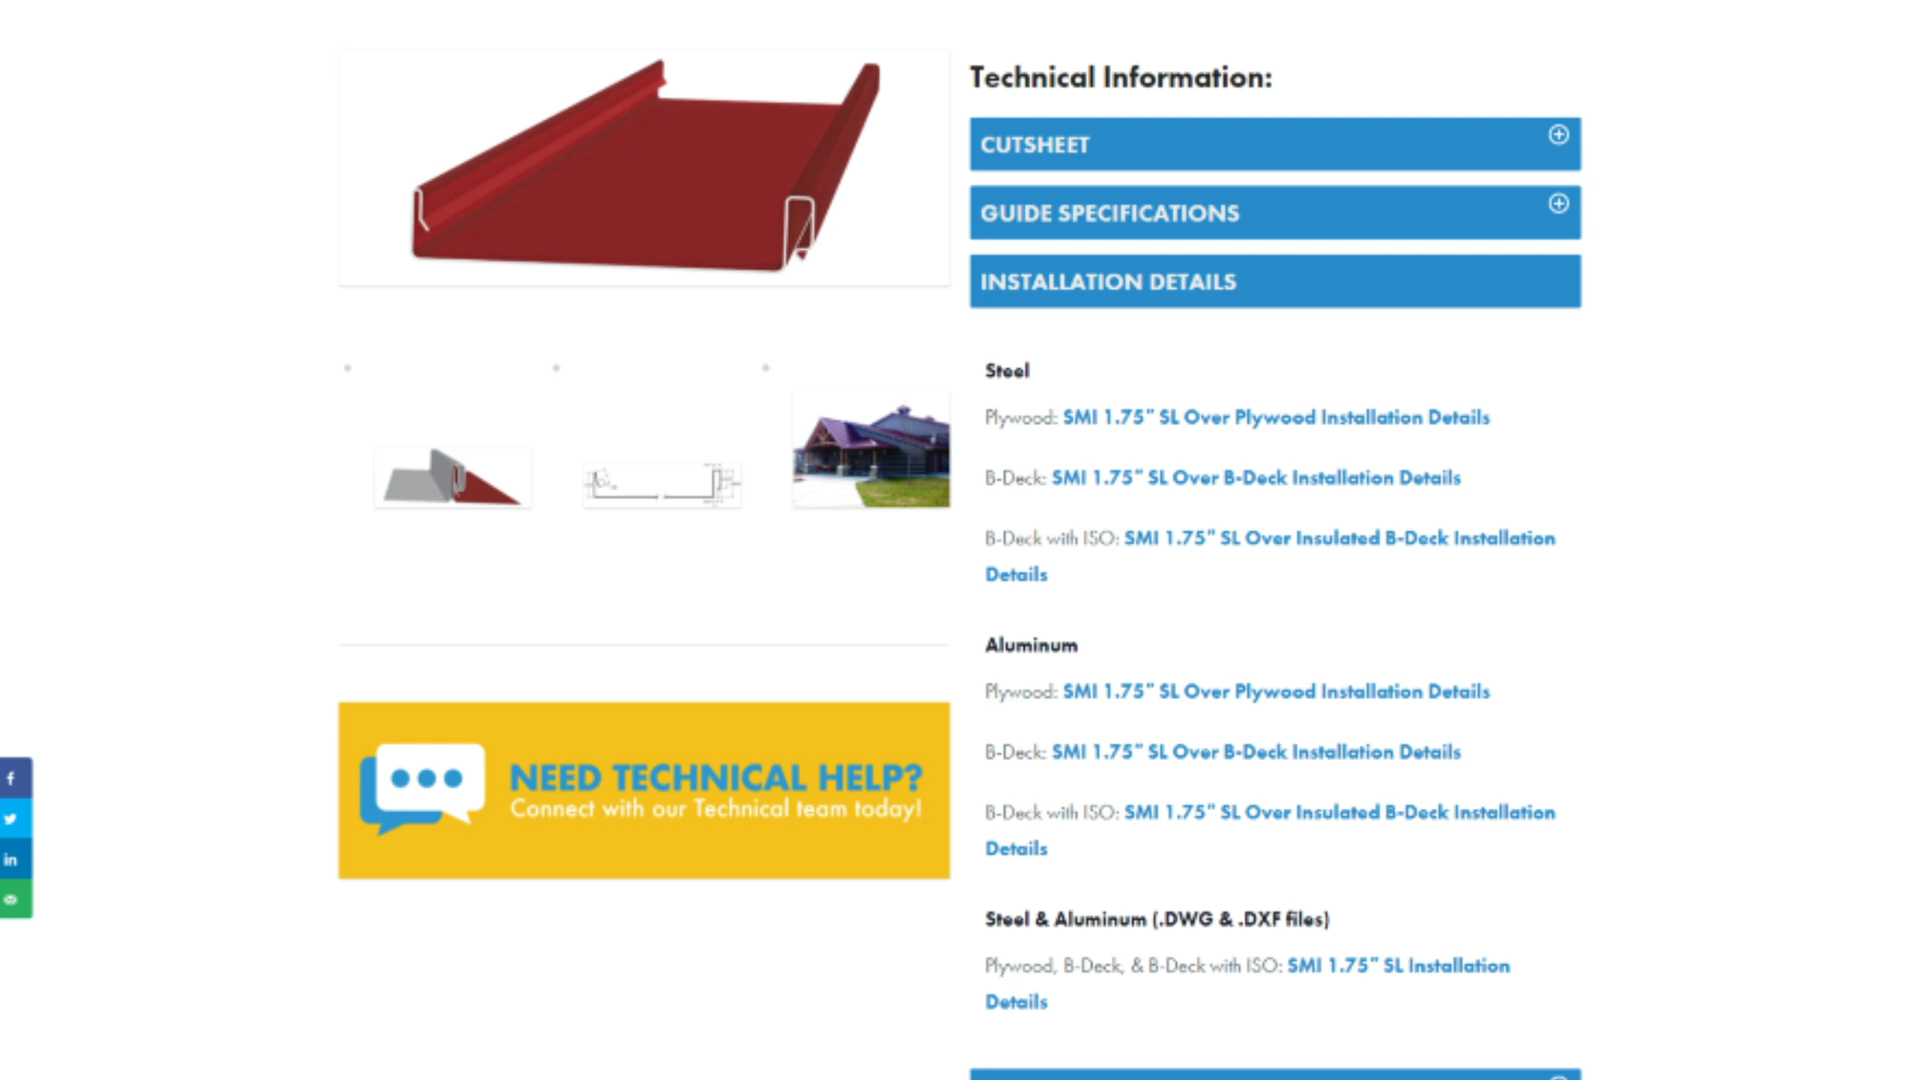 Technical Information:
CUTSHEET
GUIDE SPECIFICATIONS
INSTALLATION DETAILS
Steel
Plywood: SMI 1.75" SL Over Plywood Installation Details
B-Deck: SMI 1.75" SL Over B-Deck Installation Details
B-Deck with ISO: SMI 1.75" SL Over Insulated B-Deck Installation
Details
Aluminum
Plywood: SMI 1.75" SL Over Plywood Installation Details
B-Deck: SMI 1.75" SL Over B-Deck Installation Details
B-Deck with ISO: SMI 1.75" SL Over Insulated B-Deck Installation
Details
Steel & Aluminum (.DWG & .DXF files)
Plywood, B-Deck, & B-Deck with ISO: SMI 1.75" SL Installation
Details
NEED TECHNICAL HELP?
Connect with our Technical team today!
f
in